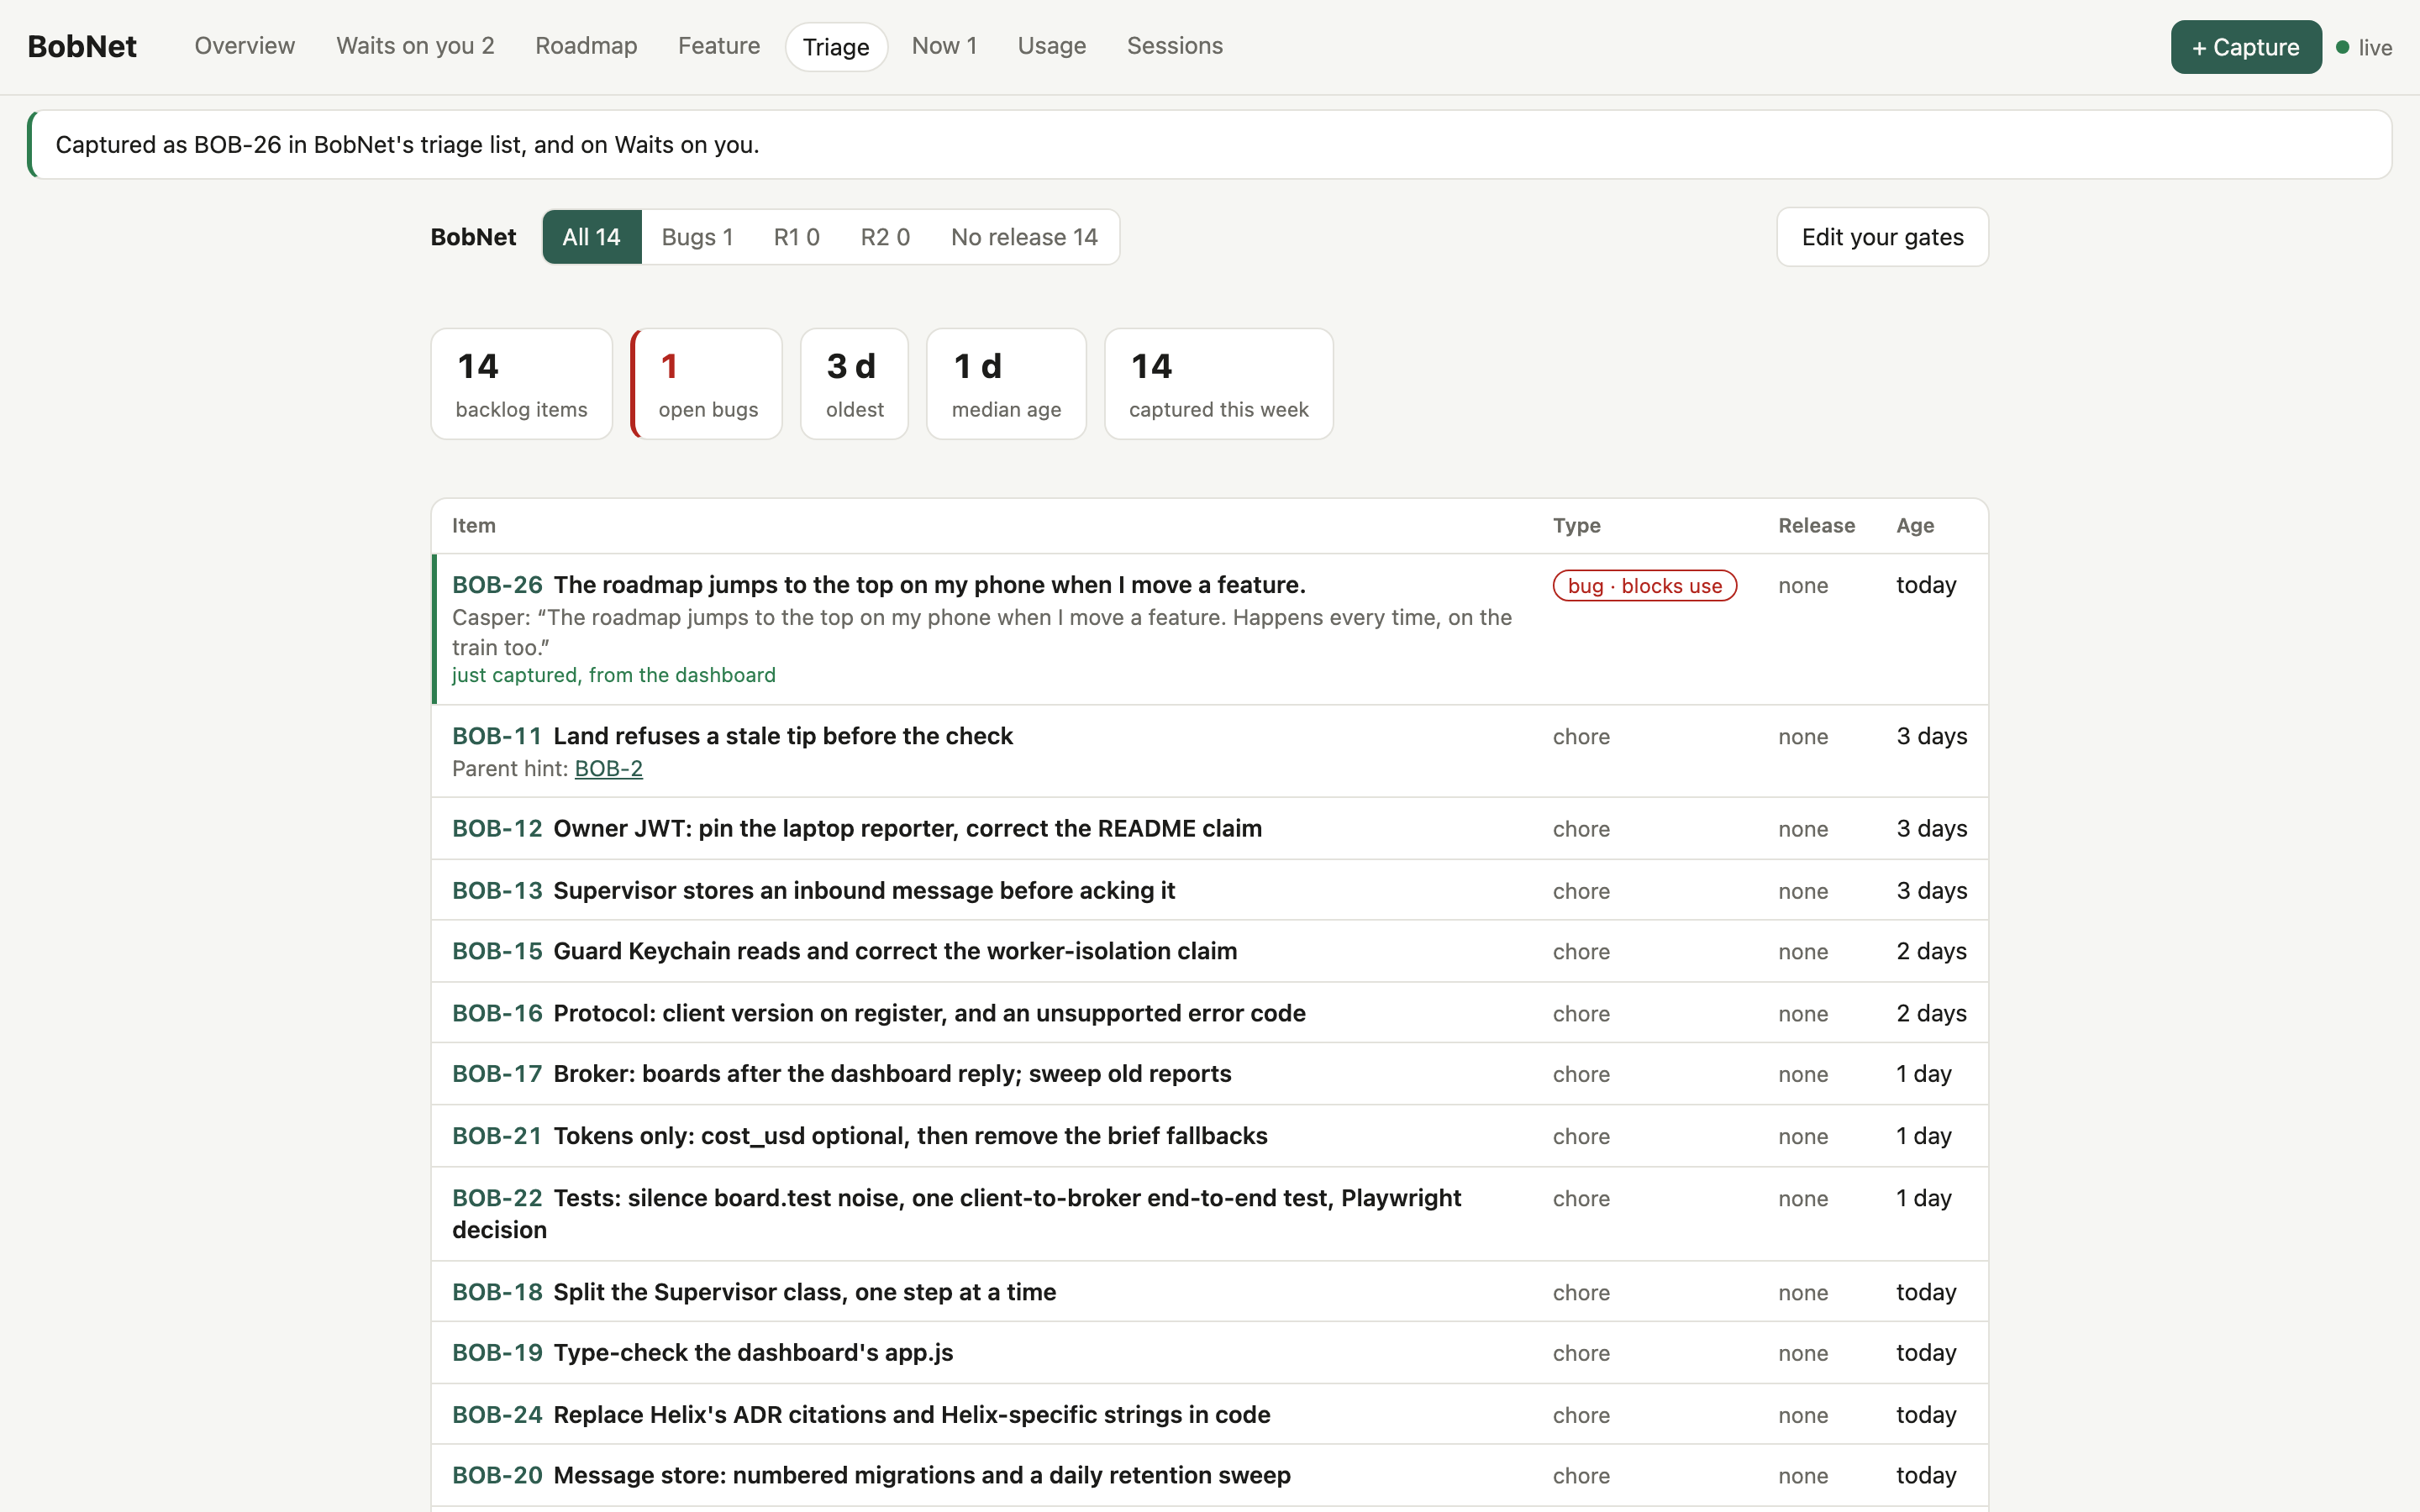 BobNet Overview Waits on you 2 Roadmap Feature Triage Now 1 Usage Sessions + Capture live
Captured as BOB-26 in BobNet's triage list, and on Waits on you.
BobNet All 14 Bugs 1 R1 0 R2 0 No release 14 Edit your gates
14 1 3 d 1 d 14
backlog items open bugs oldest median age captured this week
Item Type Release Age
BOB-26 The roadmap jumps to the top on my phone when I move a feature. bug · blocks use none today
Casper: “The roadmap jumps to the top on my phone when I move a feature. Happens every time, on the
train too.”
just captured, from the dashboard
BOB-11 Land refuses a stale tip before the check chore none 3 days
Parent hint: BOB-2
BOB-12 Owner JWT: pin the laptop reporter, correct the README claim chore none 3 days
BOB-13 Supervisor stores an inbound message before acking it chore none 3 days
BOB-15 Guard Keychain reads and correct the worker-isolation claim chore none 2 days
BOB-16 Protocol: client version on register, and an unsupported error code chore none 2 days
BOB-17 Broker: boards after the dashboard reply; sweep old reports chore none 1 day
BOB-21 Tokens only: cost_usd optional, then remove the brief fallbacks chore none 1 day
BOB-22 Tests: silence board.test noise, one client-to-broker end-to-end test, Playwright chore none 1 day
decision
BOB-18 Split the Supervisor class, one step at a time chore none today
BOB-19 Type-check the dashboard's app.js chore none today
BOB-24 Replace Helix's ADR citations and Helix-specific strings in code chore none today
BOB-20 Message store: numbered migrations and a daily retention sweep chore none today